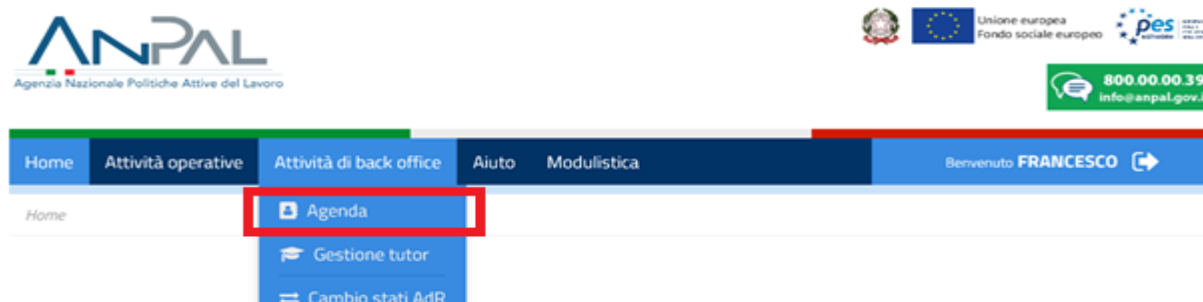 ANPAL
Agenzia Nazionale Politiche Attive del Lavoro
Unione europea
Fondo sociale europeo
pes
800.00.00.39
info@anpal.gov.i
Home Attività operative Attività di back office Aiuto Modulistica Benvenuto FRANCESCO
Home
Agenda
Gestione tutor
Cambio stati AdR